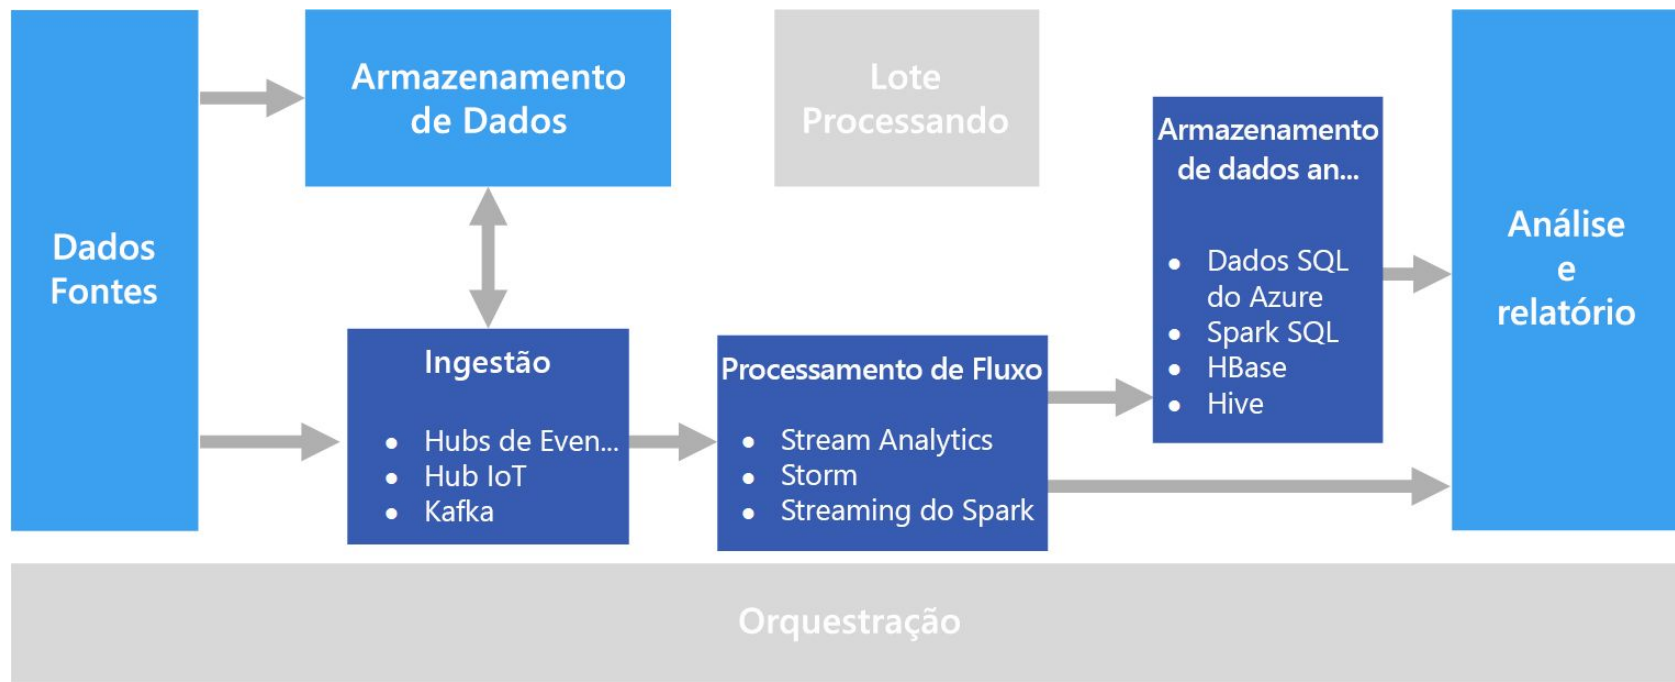 Dados
Fontes
Armazenamento
de Dados
Lote
Processando
Ingestão
● Hubs de Even...
● Hub IoT
● Kafka
Processamento de Fluxo
● Stream Analytics
● Storm
● Streaming do Spark
Armazenamento
de dados an...
● Dados SQL
do Azure
● Spark SQL
● HBase
● Hive
Análise
e
relatório
Orquestração